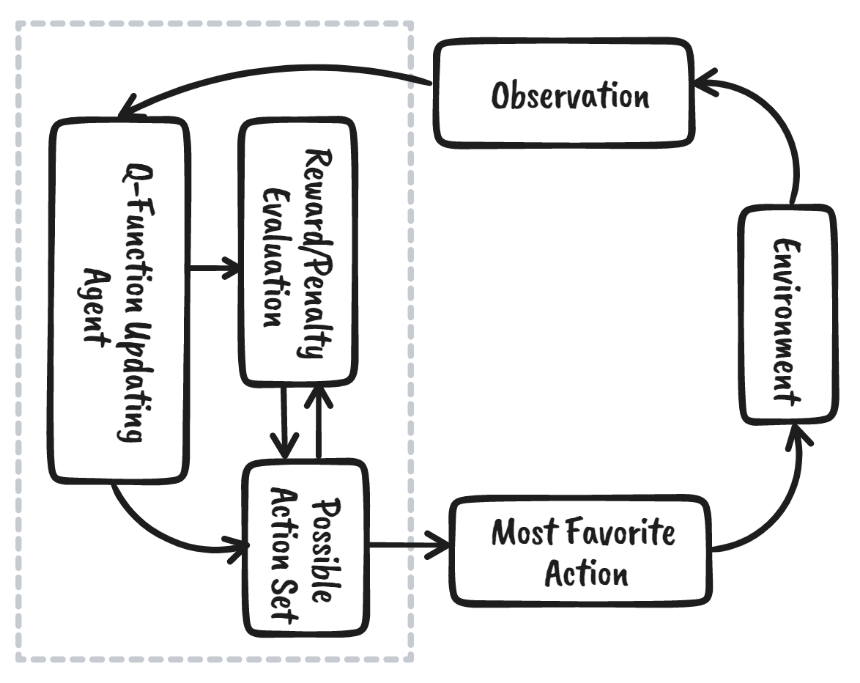 Observation
Q-Function Updating
Agent
Reward/Penalty
Evaluation
Environment
Possible
Action Set
Most Favorite
Action